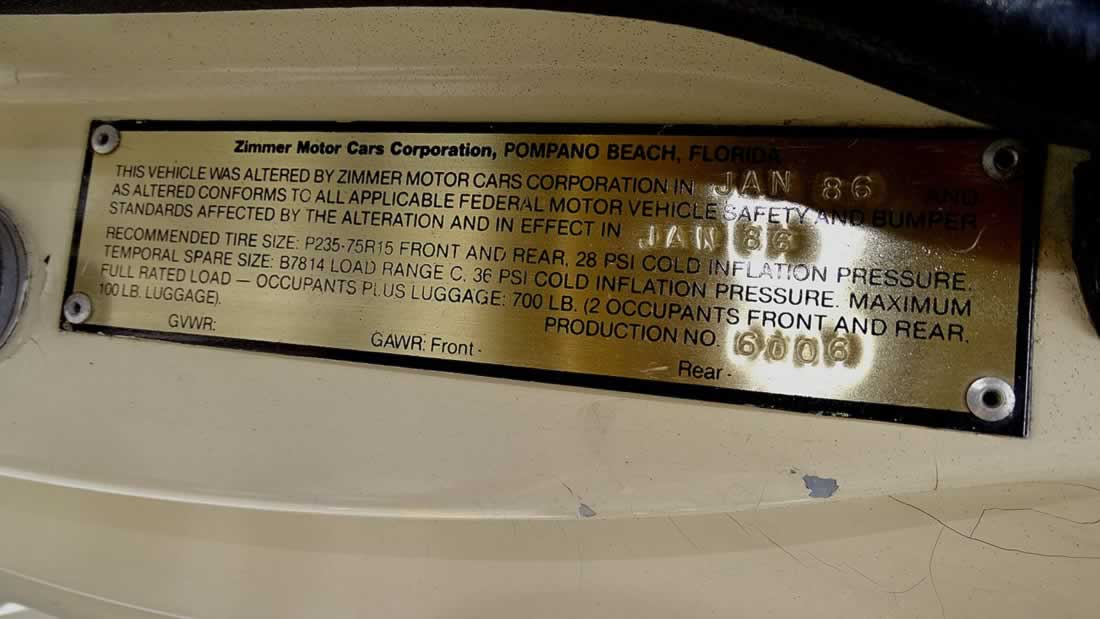 Zimmer Motor Cars Corporation, POMPANO BEACH, FLORIDA
THIS VEHICLE WAS ALTERED BY ZIMMER MOTOR CARS CORPORATION IN JAN 86 AND
AS ALTERED CONFORMS TO ALL APPLICABLE FEDERAL MOTOR VEHICLE SAFETY AND BUMPER
STANDARDS AFFECTED BY THE ALTERATION AND IN EFFECT IN JAN 86
RECOMMENDED TIRE SIZE: P235-75R15 FRONT AND REAR, 28 PSI COLD INFLATION PRESSURE.
TEMPORAL SPARE SIZE: B7814 LOAD RANGE C, 36 PSI COLD INFLATION PRESSURE. MAXIMUM
FULL RATED LOAD — OCCUPANTS PLUS LUGGAGE: 700 LB. (2 OCCUPANTS FRONT AND REAR,
100 LB. LUGGAGE). PRODUCTION NO. 6006
GVWR: GAWR: Front - Rear -